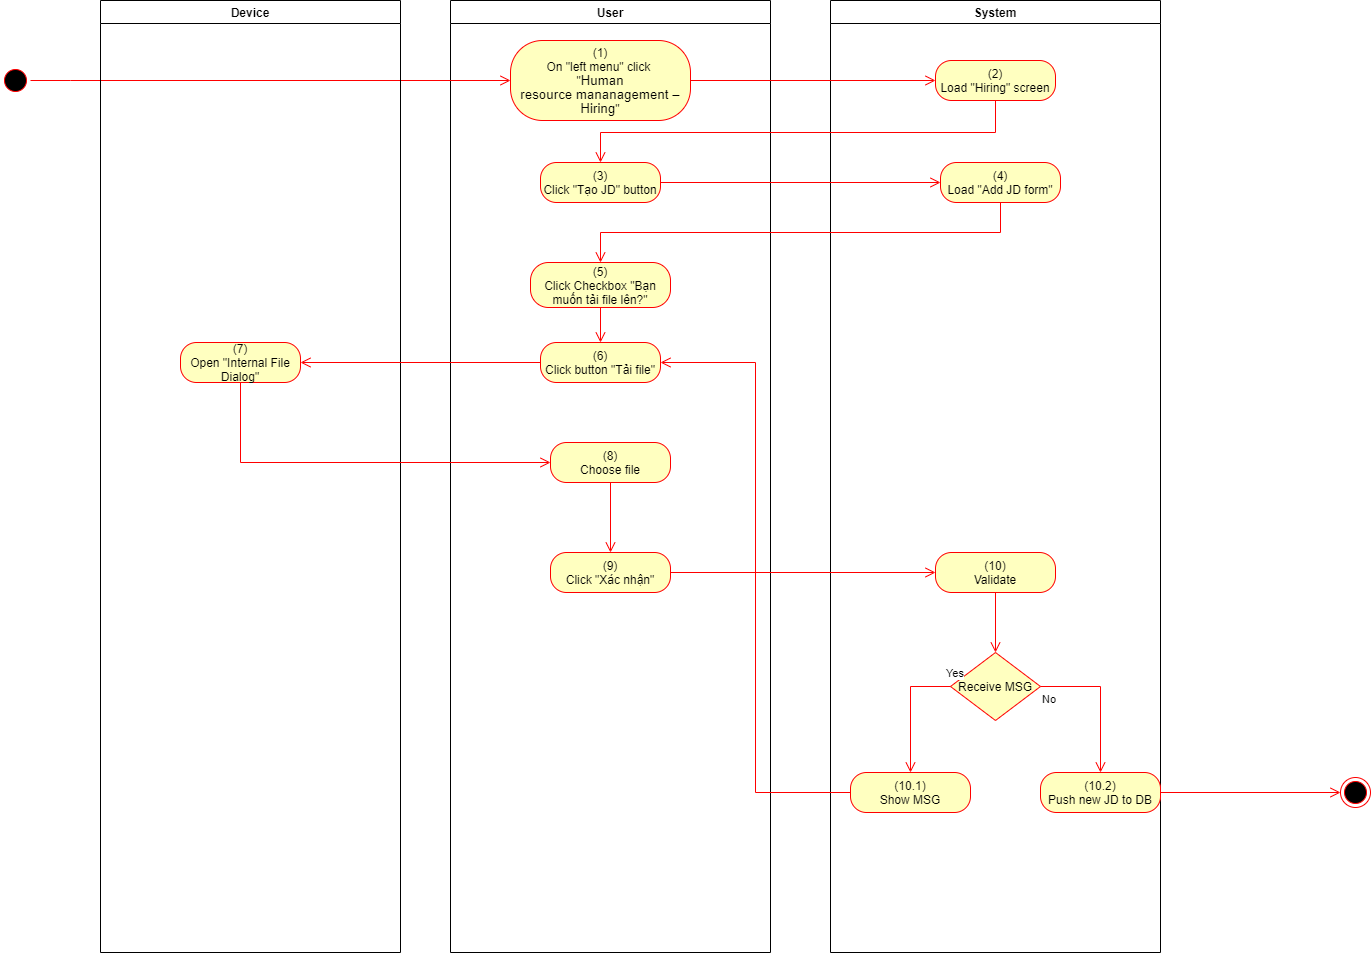 Device
User
System
(1)
On "left menu" click
"Human
resource mananagement –
Hiring"
(2)
Load "Hiring" screen
(3)
Click "Tạo JD" button
(4)
Load "Add JD form"
(5)
Click Checkbox "Bạn
muốn tải file lên?"
(7)
Open "Internal File
Dialog"
(6)
Click button "Tải file"
(8)
Choose file
(9)
Click "Xác nhận"
(10)
Validate
Yes
Receive MSG
No
(10.1)
Show MSG
(10.2)
Push new JD to DB